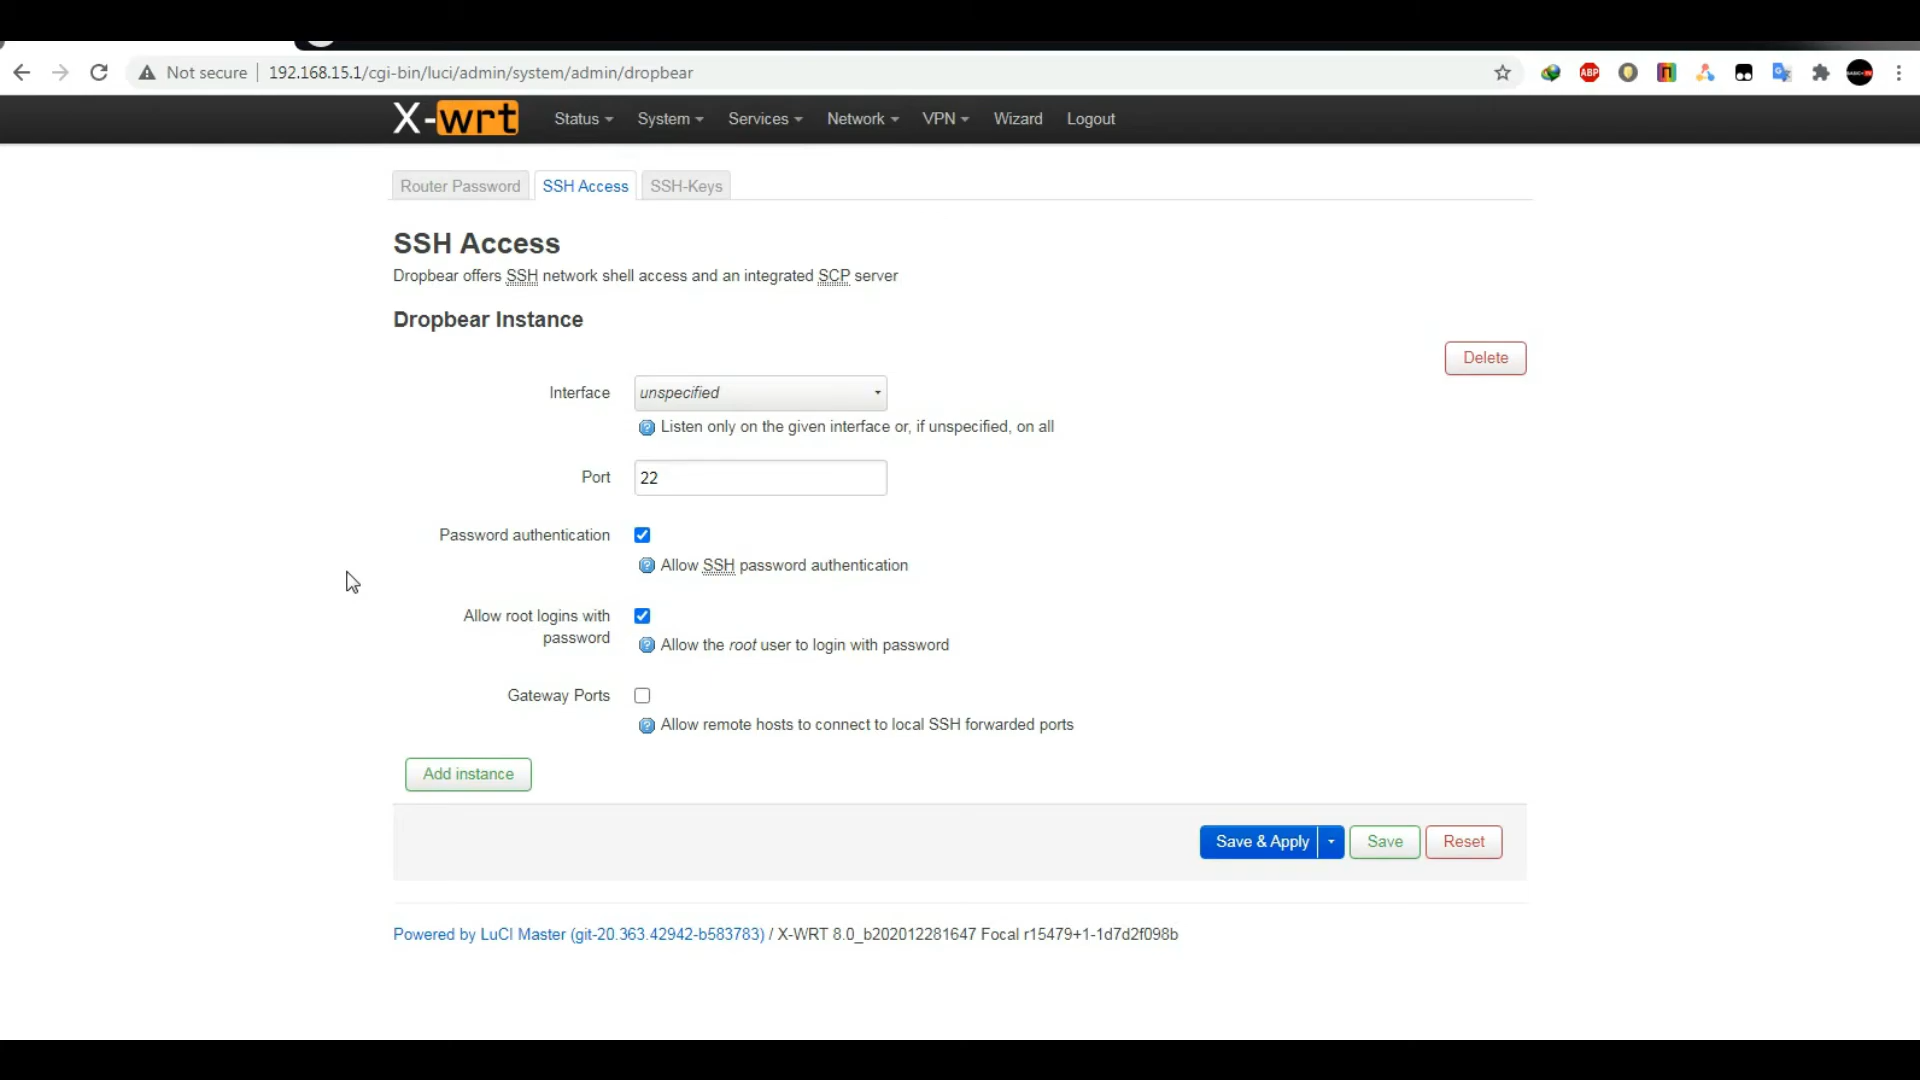 Not secure 192.168.15.1/cgi-bin/luci/admin/system/admin/dropbear
ABP
X-wrt Status System Services Network VPN Wizard Logout
Router Password SSH Access SSH-Keys
SSH Access
Dropbear offers SSH network shell access and an integrated SCP server
Dropbear Instance
Delete
Interface unspecified
Listen only on the given interface or, if unspecified, on all
Port 22
Password authentication
Allow SSH password authentication
Allow root logins with
password
Allow the root user to login with password
Gateway Ports
Allow remote hosts to connect to local SSH forwarded ports
Add instance
Save & Apply Save Reset
Powered by LuCI Master (git-20.363.42942-b583783) / X-WRT 8.0_b202012281647 Focal r15479+1-1d7d2f098b